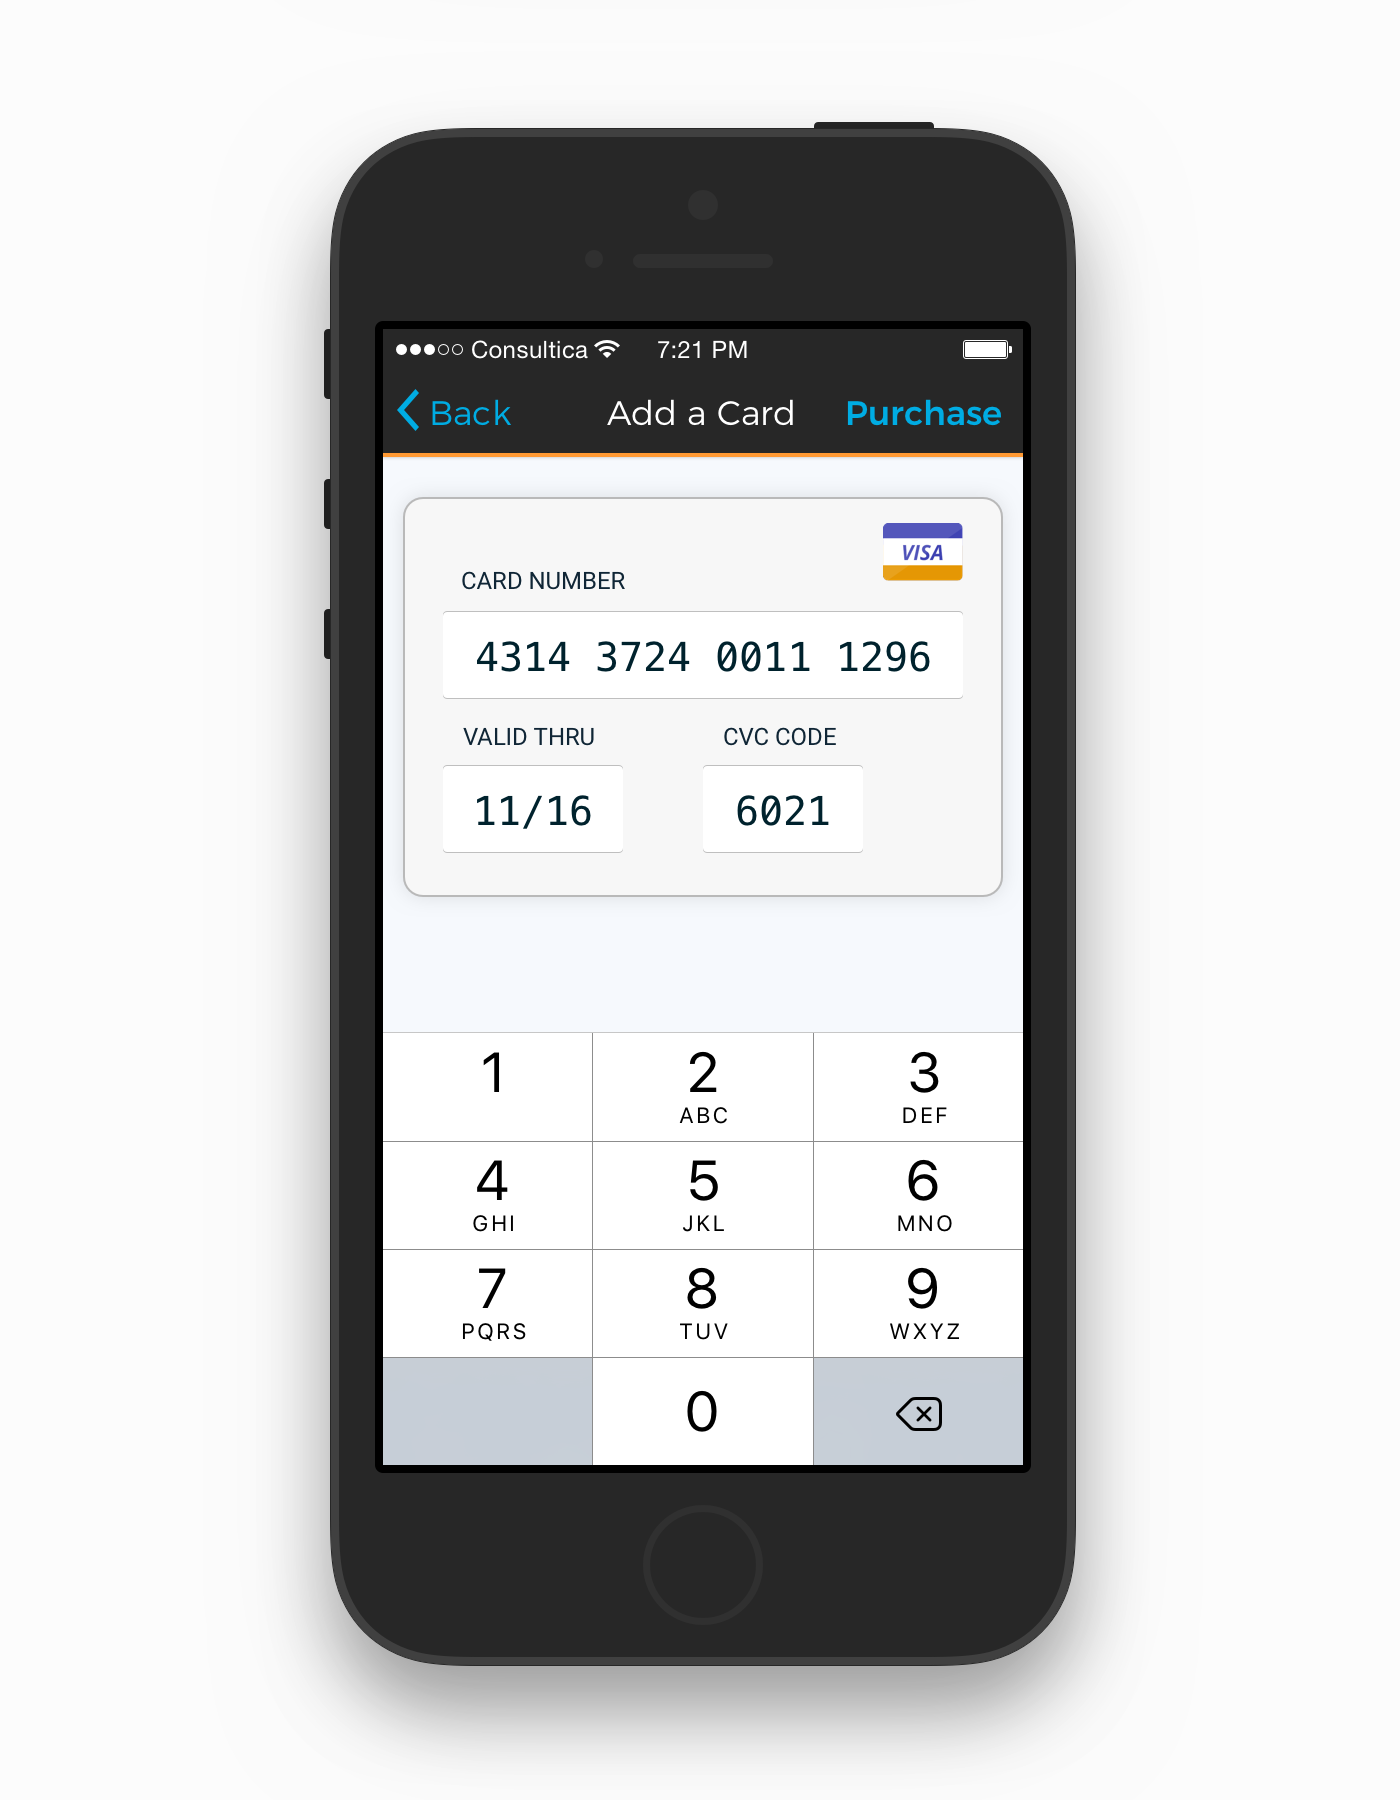 Consultica 7:21 PM
Back Add a Card Purchase
VISA
CARD NUMBER
4314 3724 0011 1296
VALID THRU CVC CODE
11/16 6021
1 2 3
ABC DEF
4 5 6
GHI JKL MNO
7 8 9
PQRS TUV WXYZ
0